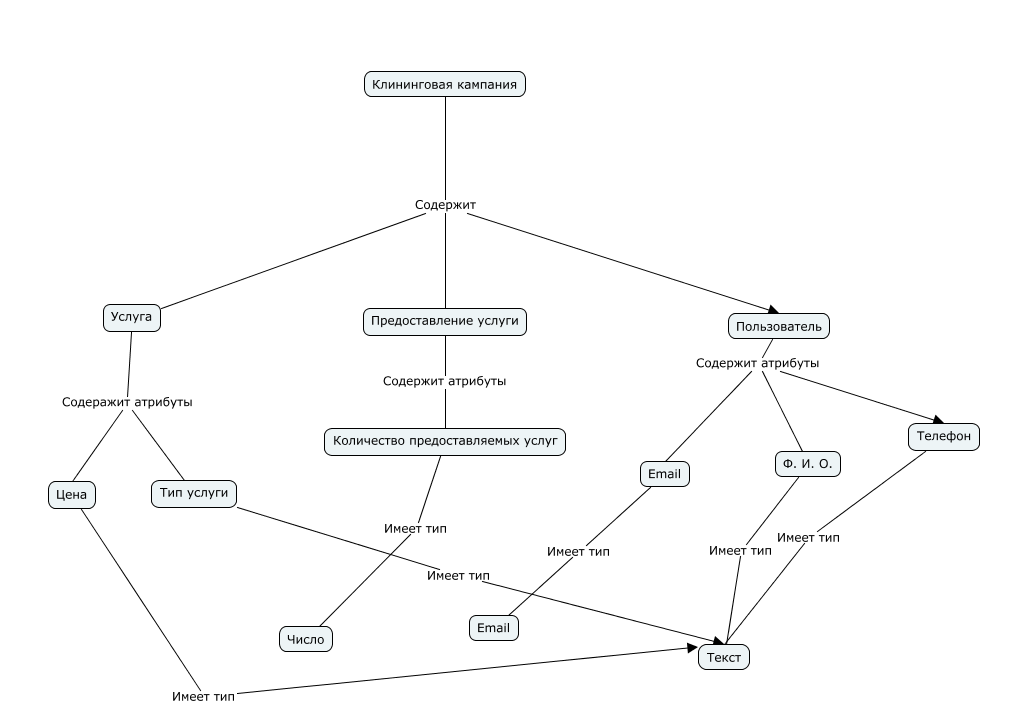 Клининговая кампания
Содержит
Услуга
Предоставление услуги
Пользователь
Содержит атрибуты
Содержит атрибуты
Содеражит атрибуты
Количество предоставляемых услуг
Телефон
Ф. И. О.
Email
Цена
Тип услуги
Имеет тип
Имеет тип
Имеет тип
Имеет тип
Имеет тип
Email
Число
Текст
Имеет тип